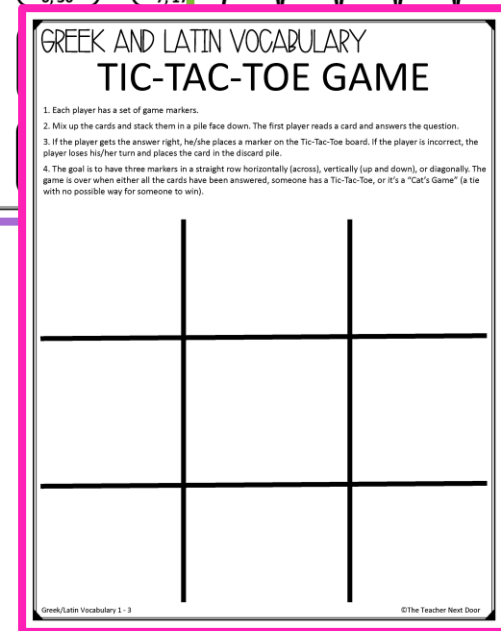 GREEK AND LATIN VOCABULARY
TIC-TAC-TOE GAME
1. Each player has a set of game markers.
2. Mix up the cards and stack them in a pile face down. The first player reads a card and answers the question.
3. If the player gets the answer right, he/she places a marker on the Tic-Tac-Toe board. If the player is incorrect, the
player loses his/her turn and places the card in the discard pile.
4. The goal is to have three markers in a straight row horizontally (across), vertically (up and down), or diagonally. The
game is over when either all the cards have been answered, someone has a Tic-Tac-Toe, or it's a “Cat's Game” (a tie
with no possible way for someone to win).
Greek/Latin Vocabulary 1 - 3
©The Teacher Next Door